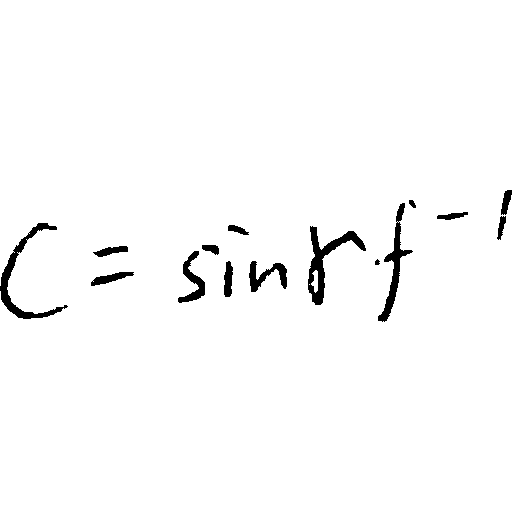 C = sin γ · f⁻¹